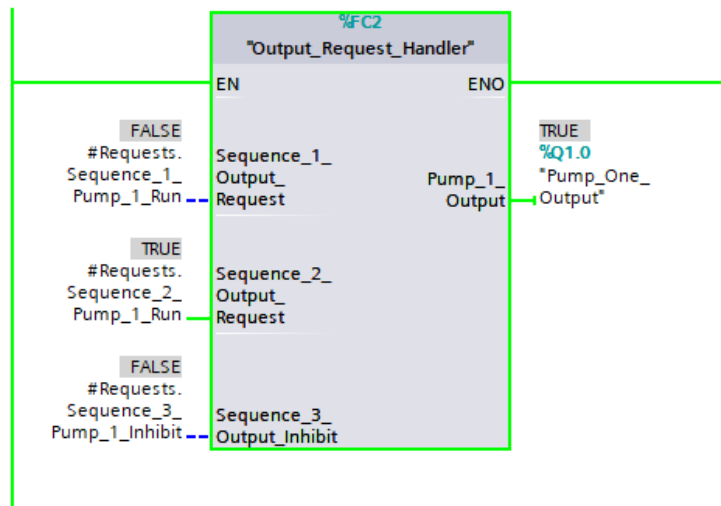 %FC2
"Output_Request_Handler"
EN
ENO
FALSE
#Requests.
Sequence_1_
Pump_1_Run
Sequence_1_
Output_
Request
Pump_1_
Output
TRUE
%Q1.0
"Pump_One_
Output"
TRUE
#Requests.
Sequence_2_
Pump_1_Run
Sequence_2_
Output_
Request
FALSE
#Requests.
Sequence_3_
Pump_1_Inhibit
Sequence_3_
Output_Inhibit